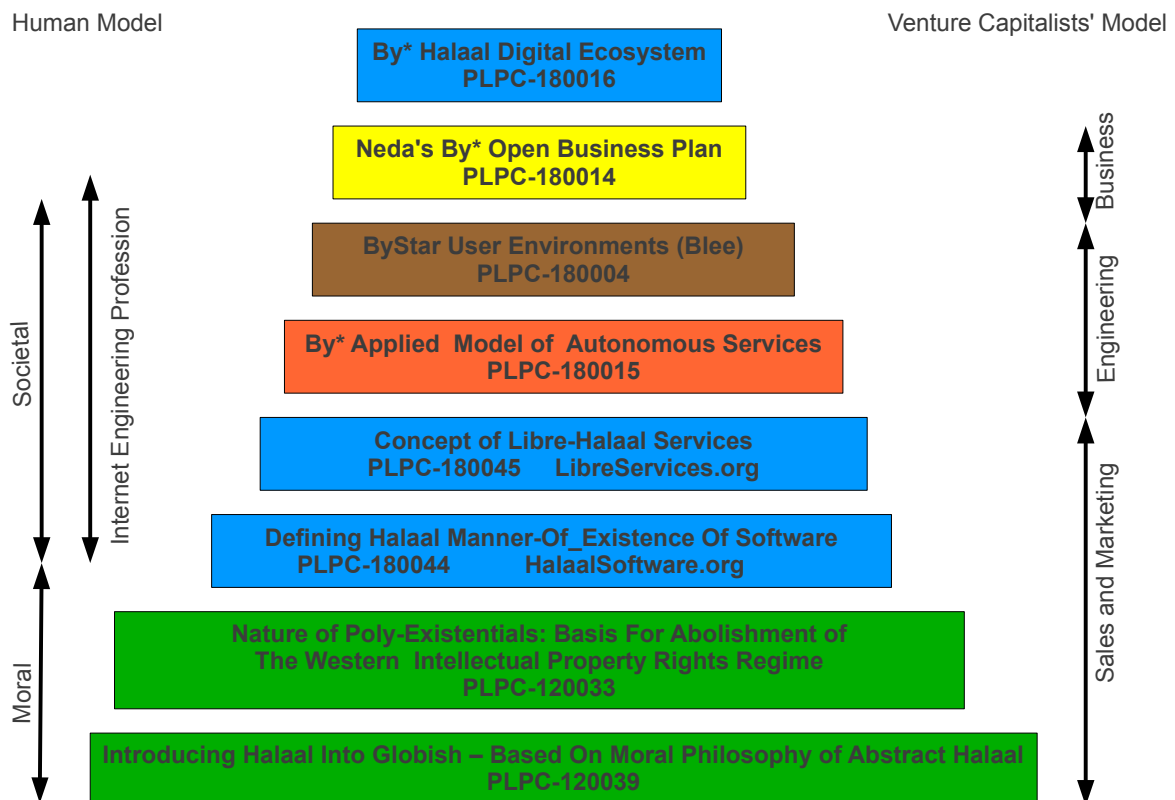 Human Model
Venture Capitalists' Model
By* Halaal Digital Ecosystem
PLPC-180016
Neda's By* Open Business Plan
PLPC-180014
ByStar User Environments (Blee)
PLPC-180004
By* Applied Model of Autonomous Services
PLPC-180015
Concept of Libre-Halaal Services
PLPC-180045 LibreServices.org
Defining Halaal Manner-Of_Existence Of Software
PLPC-180044 HalaalSoftware.org
Nature of Poly-Existentials: Basis For Abolishment of
The Western Intellectual Property Rights Regime
PLPC-120033
Introducing Halaal Into Globish – Based On Moral Philosophy of Abstract Halaal
PLPC-120039
Societal
Moral
Internet Engineering Profession
Business
Engineering
Sales and Marketing